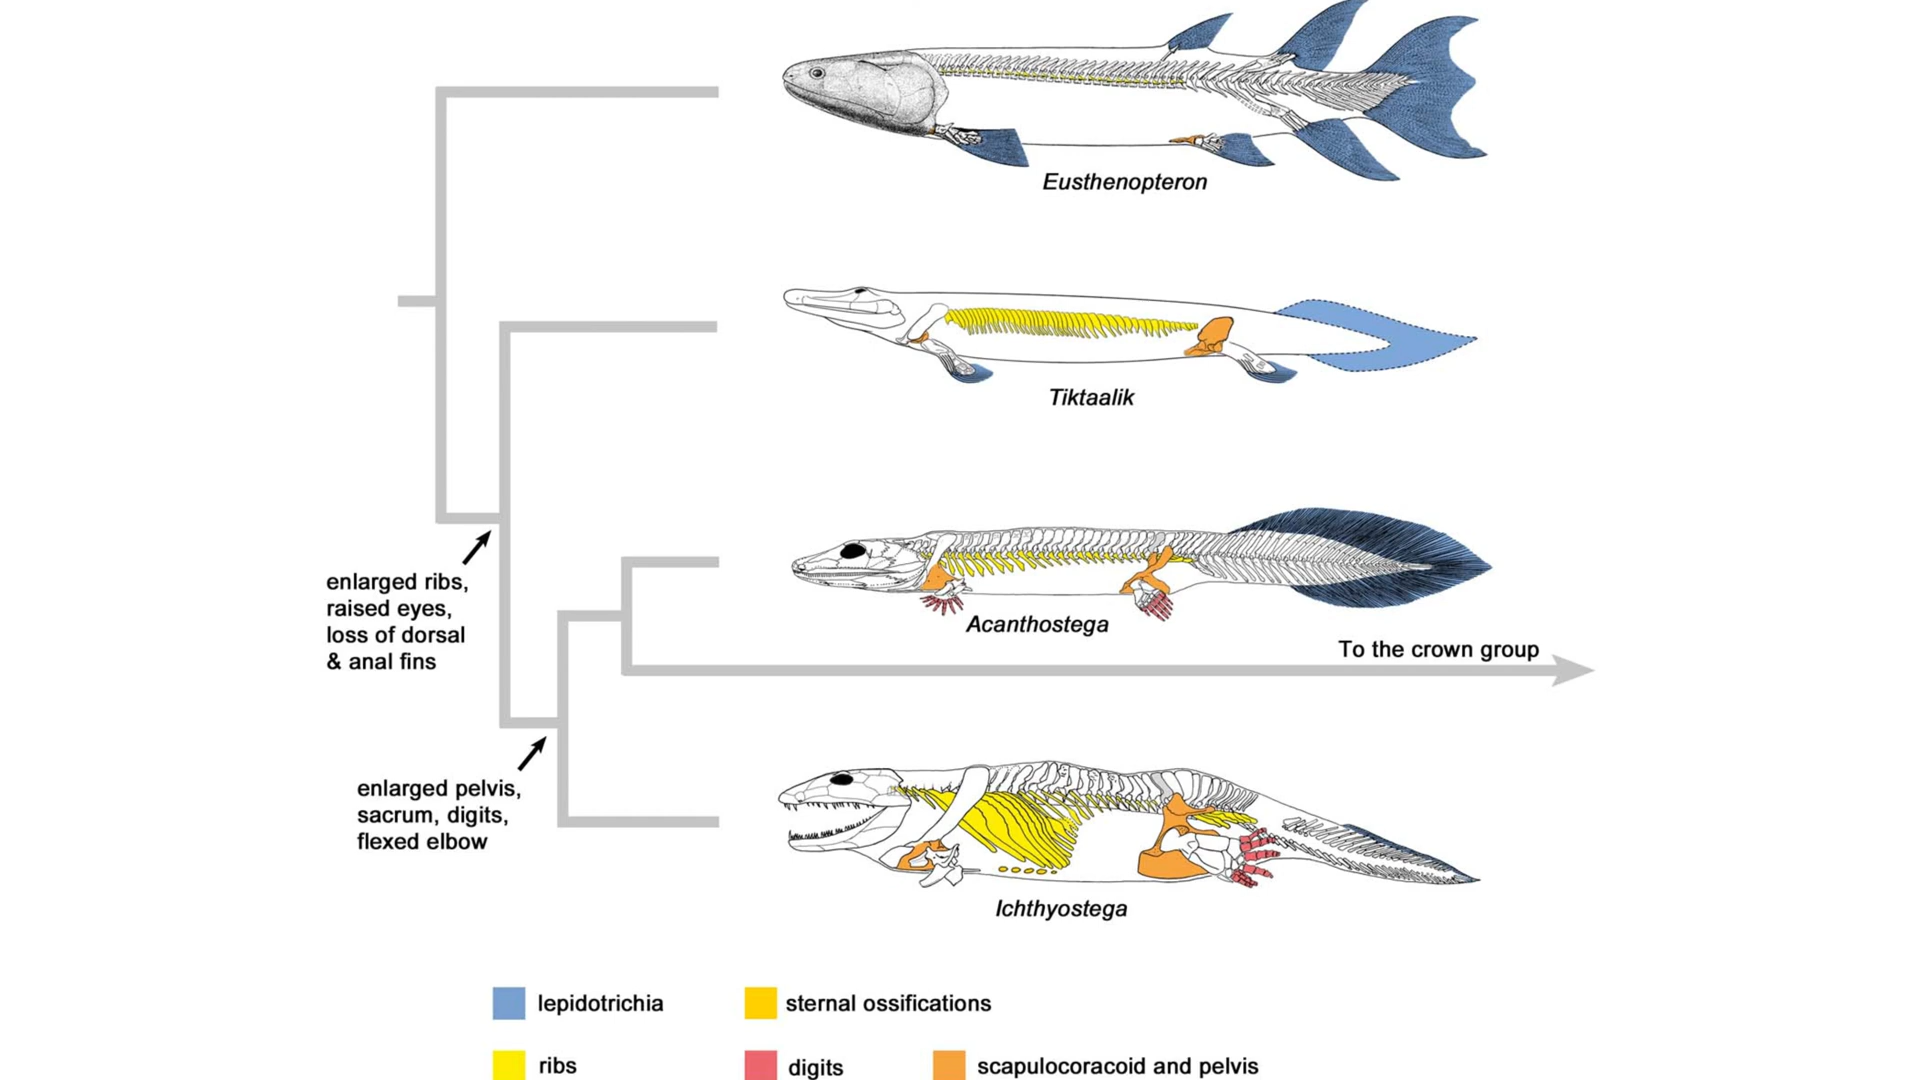 Eusthenopteron
Tiktaalik
enlarged ribs,
raised eyes,
loss of dorsal
& anal fins
Acanthostega
To the crown group
enlarged pelvis,
sacrum, digits,
flexed elbow
Ichthyostega
lepidotrichia
sternal ossifications
ribs
digits
scapulocoracoid and pelvis